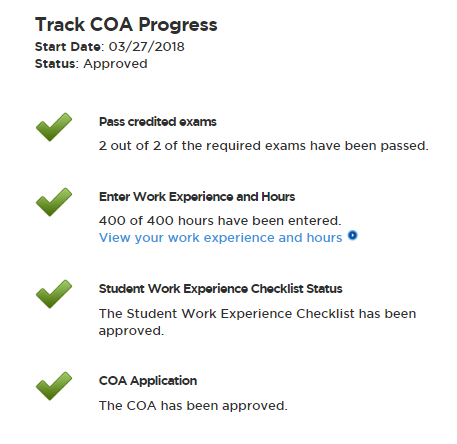 Track COA Progress
Start Date: 03/27/2018
Status: Approved
Pass credited exams
2 out of 2 of the required exams have been passed.
Enter Work Experience and Hours
400 of 400 hours have been entered.
View your work experience and hours
Student Work Experience Checklist Status
The Student Work Experience Checklist has been
approved.
COA Application
The COA has been approved.